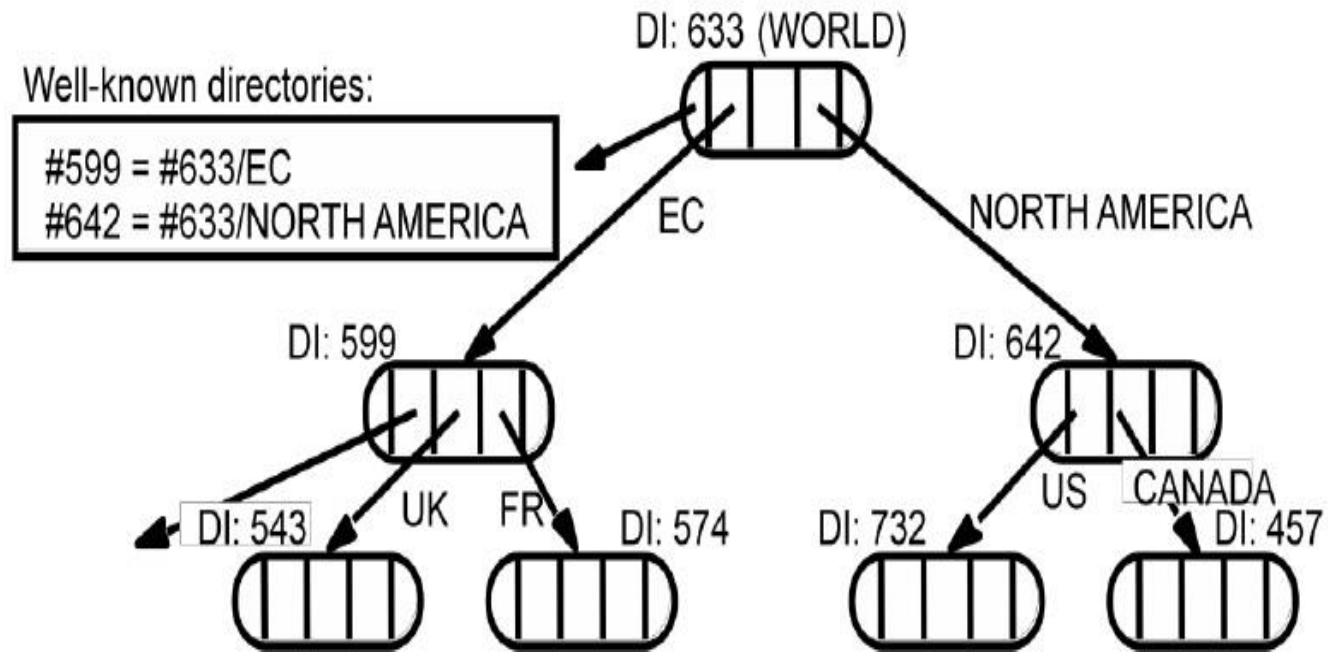 DI: 633 (WORLD)
Well-known directories:
#599 = #633/EC
#642 = #633/NORTH AMERICA
EC
NORTH AMERICA
DI: 599
DI: 642
UK
FR
US
CANADA
DI: 543
DI: 574
DI: 732
DI: 457